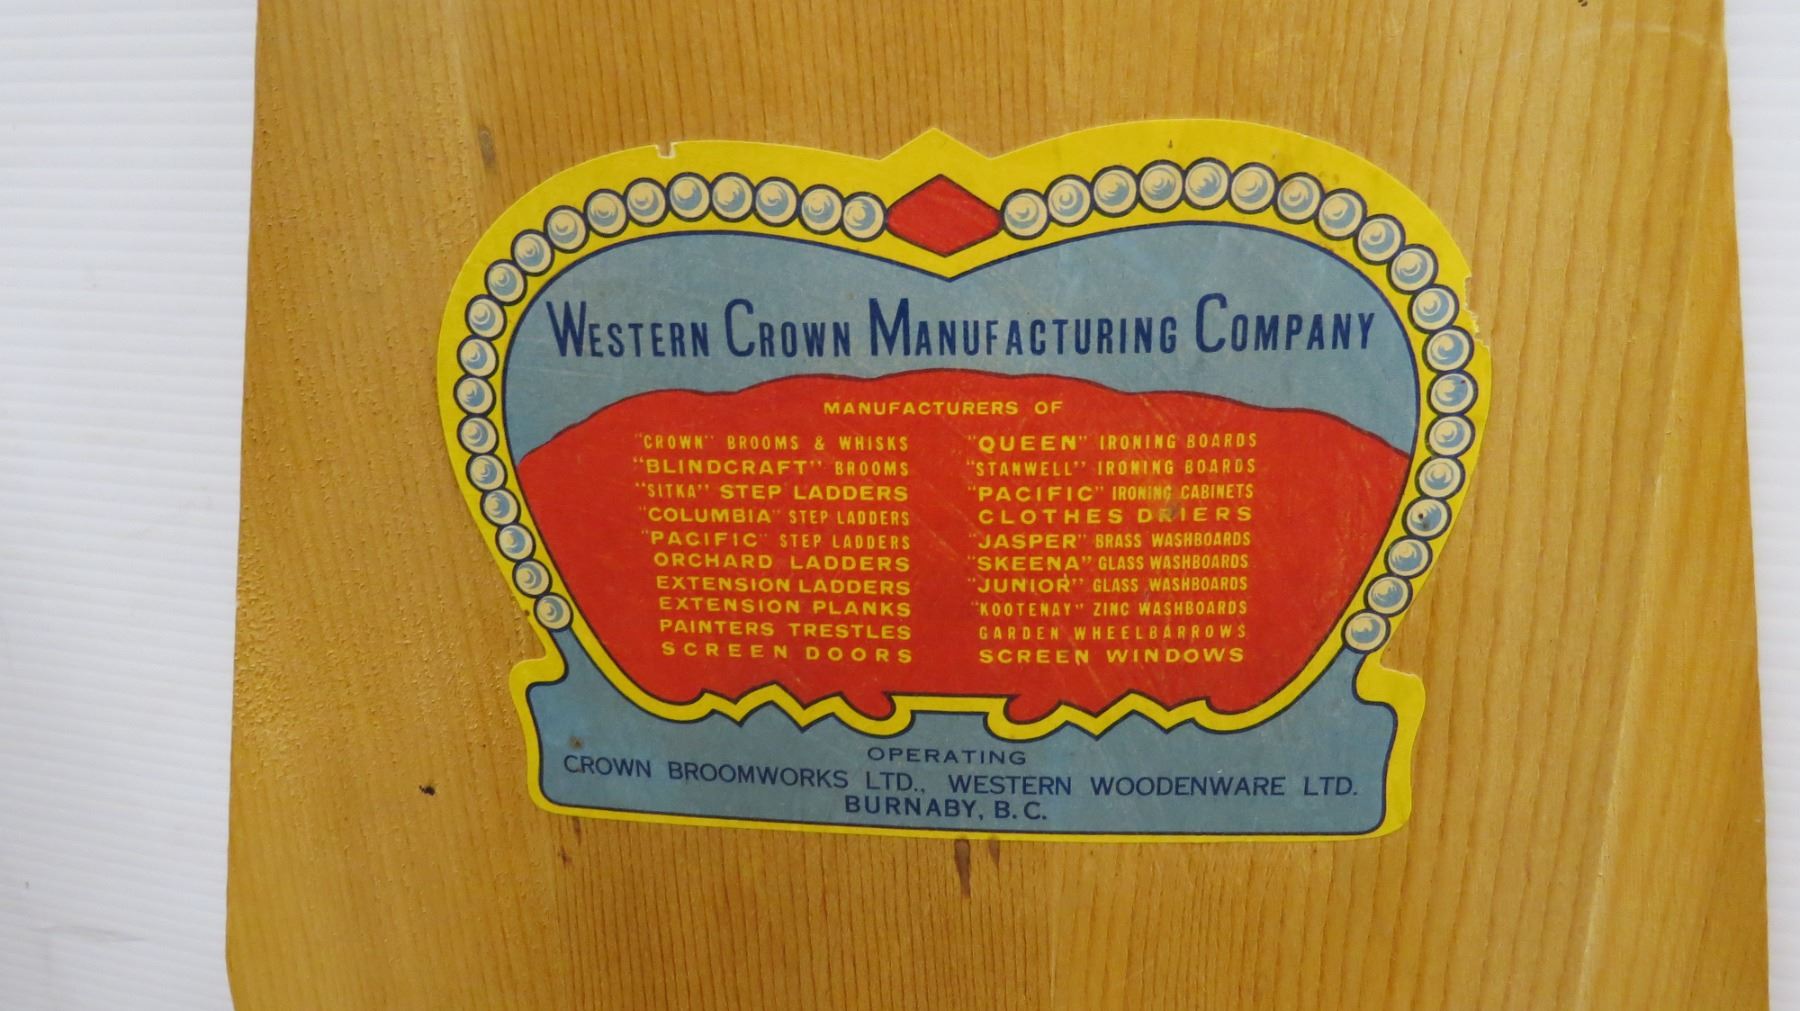 WESTERN CROWN MANUFACTURING COMPANY
MANUFACTURERS OF
"CROWN" BROOMS & WHISKS
"BLINDCRAFT" BROOMS
"SITKA" STEP LADDERS
"COLUMBIA" STEP LADDERS
"PACIFIC" STEP LADDERS
ORCHARD LADDERS
EXTENSION LADDERS
EXTENSION PLANKS
PAINTERS TRESTLES
SCREEN DOORS
"QUEEN" IRONING BOARDS
"STANWELL" IRONING BOARDS
"PACIFIC" IRONING CABINETS
CLOTHES DRIERS
"JASPER" BRASS WASHBOARDS
"SKEENA" GLASS WASHBOARDS
"JUNIOR" GLASS WASHBOARDS
"KOOTENAY" ZINC WASHBOARDS
GARDEN WHEELBARROWS
SCREEN WINDOWS
OPERATING
CROWN BROOMWORKS LTD., WESTERN WOODENWARE LTD.
BURNABY, B.C.